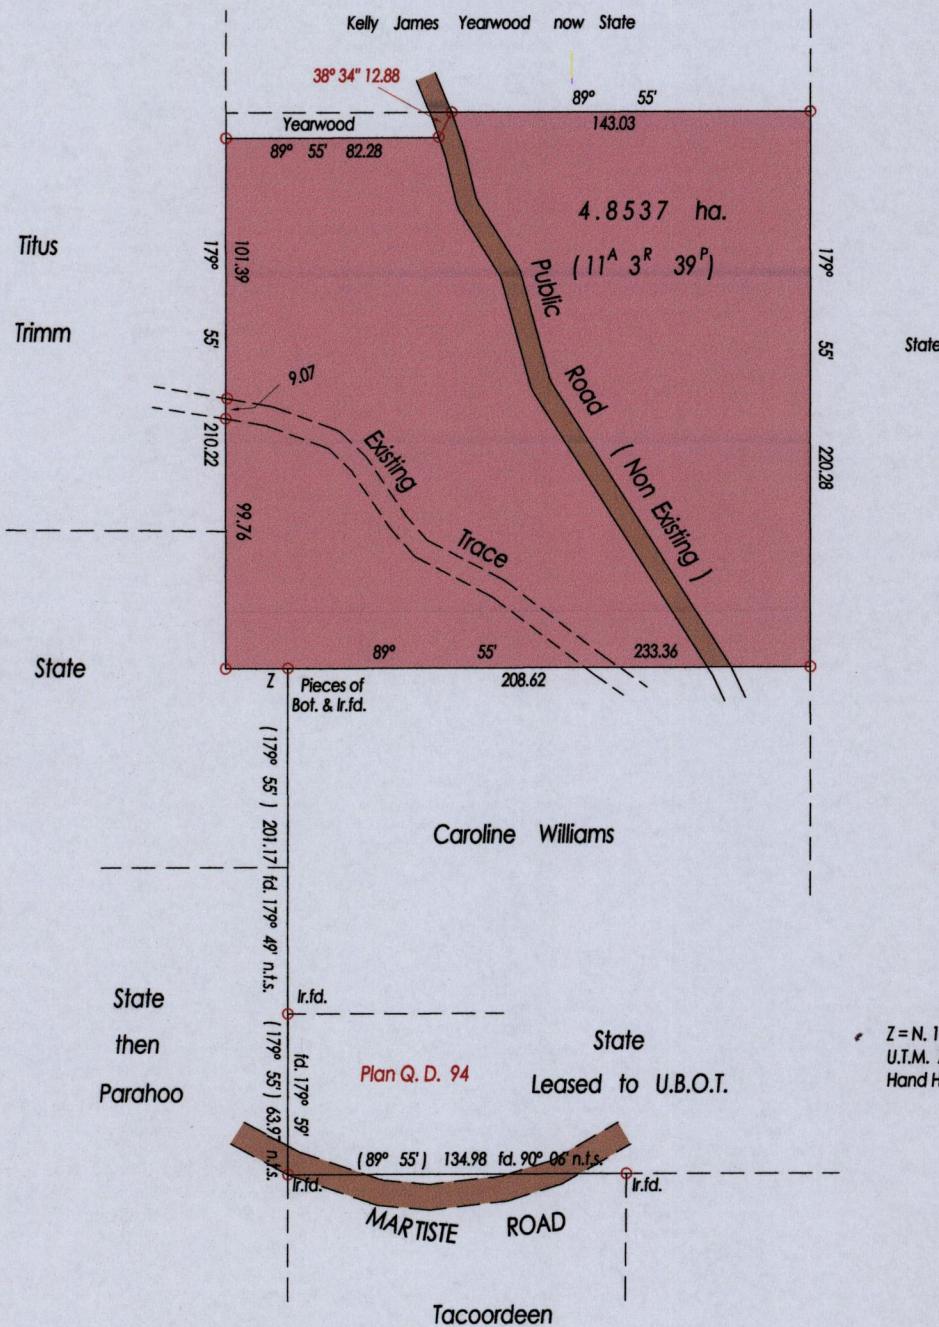 Kelly James Yearwood now State
38° 34" 12.88
89° 55'
143.03
Yearwood
89° 55' 82.28
4.8537 ha.
(11ᴬ 3ᴿ 39ᴾ)
Titus
Trimm
179° 55' 210.22
101.39
9.07
99.76
Public Road (Non Existing)
Existing Trace
179° 55' 220.28
State
State
89° 55' 233.36
208.62
Z
Pieces of
Bot. & Ir.fd.
(179° 55') 201.17 fd. 179° 49' n.t.s.
Caroline Williams
State
then
Parahoo
Ir.fd.
(179° 55') 63.97 n.t.s.
fd. 179° 59'
Plan Q. D. 94
State
Leased to U.B.O.T.
Z = N. 1
U.T.M.
Hand H
(89° 55') 134.98 fd. 90° 06' n.t.s.
Ir.fd.
Ir.fd.
MARTISTE ROAD
Tacoordeen